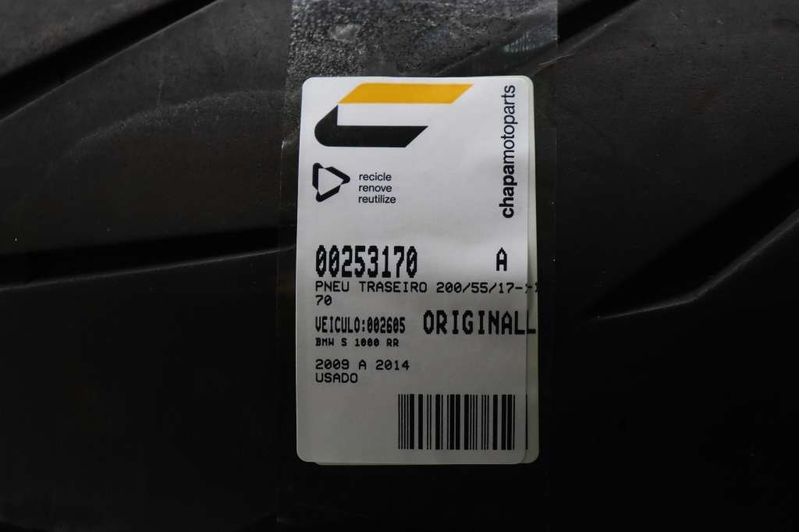 chapamotoparts
recicle
renove
reutilize
00253170 A
PNEU TRASEIRO 200/55/17
70
VEICULO:002605 ORIGINALL
BMW S 1000 RR
2009 A 2014
USADO